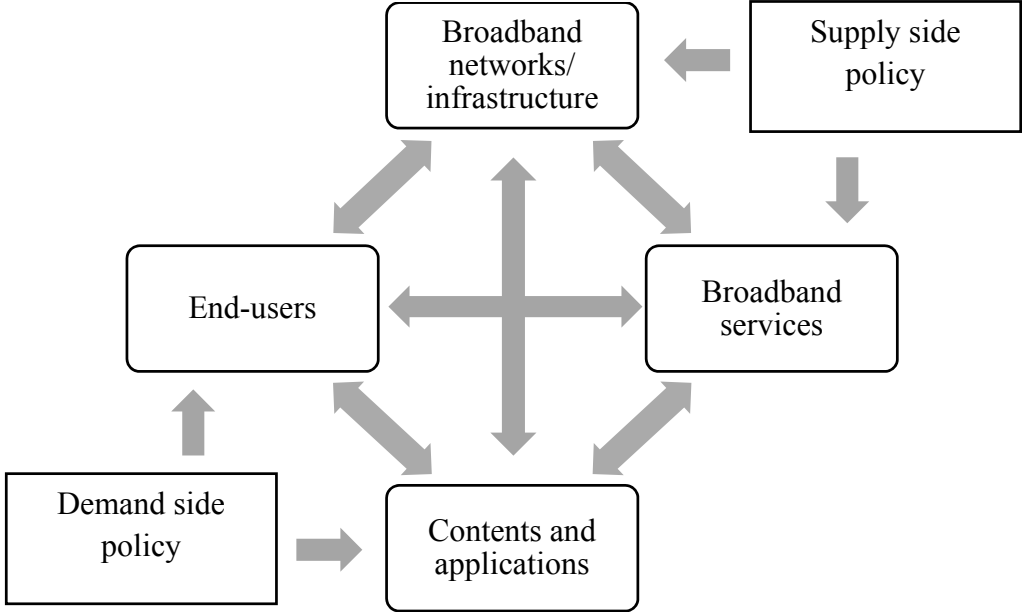 Broadband
networks/
infrastructure
Supply side
policy
End-users
Broadband
services
Demand side
policy
Contents and
applications